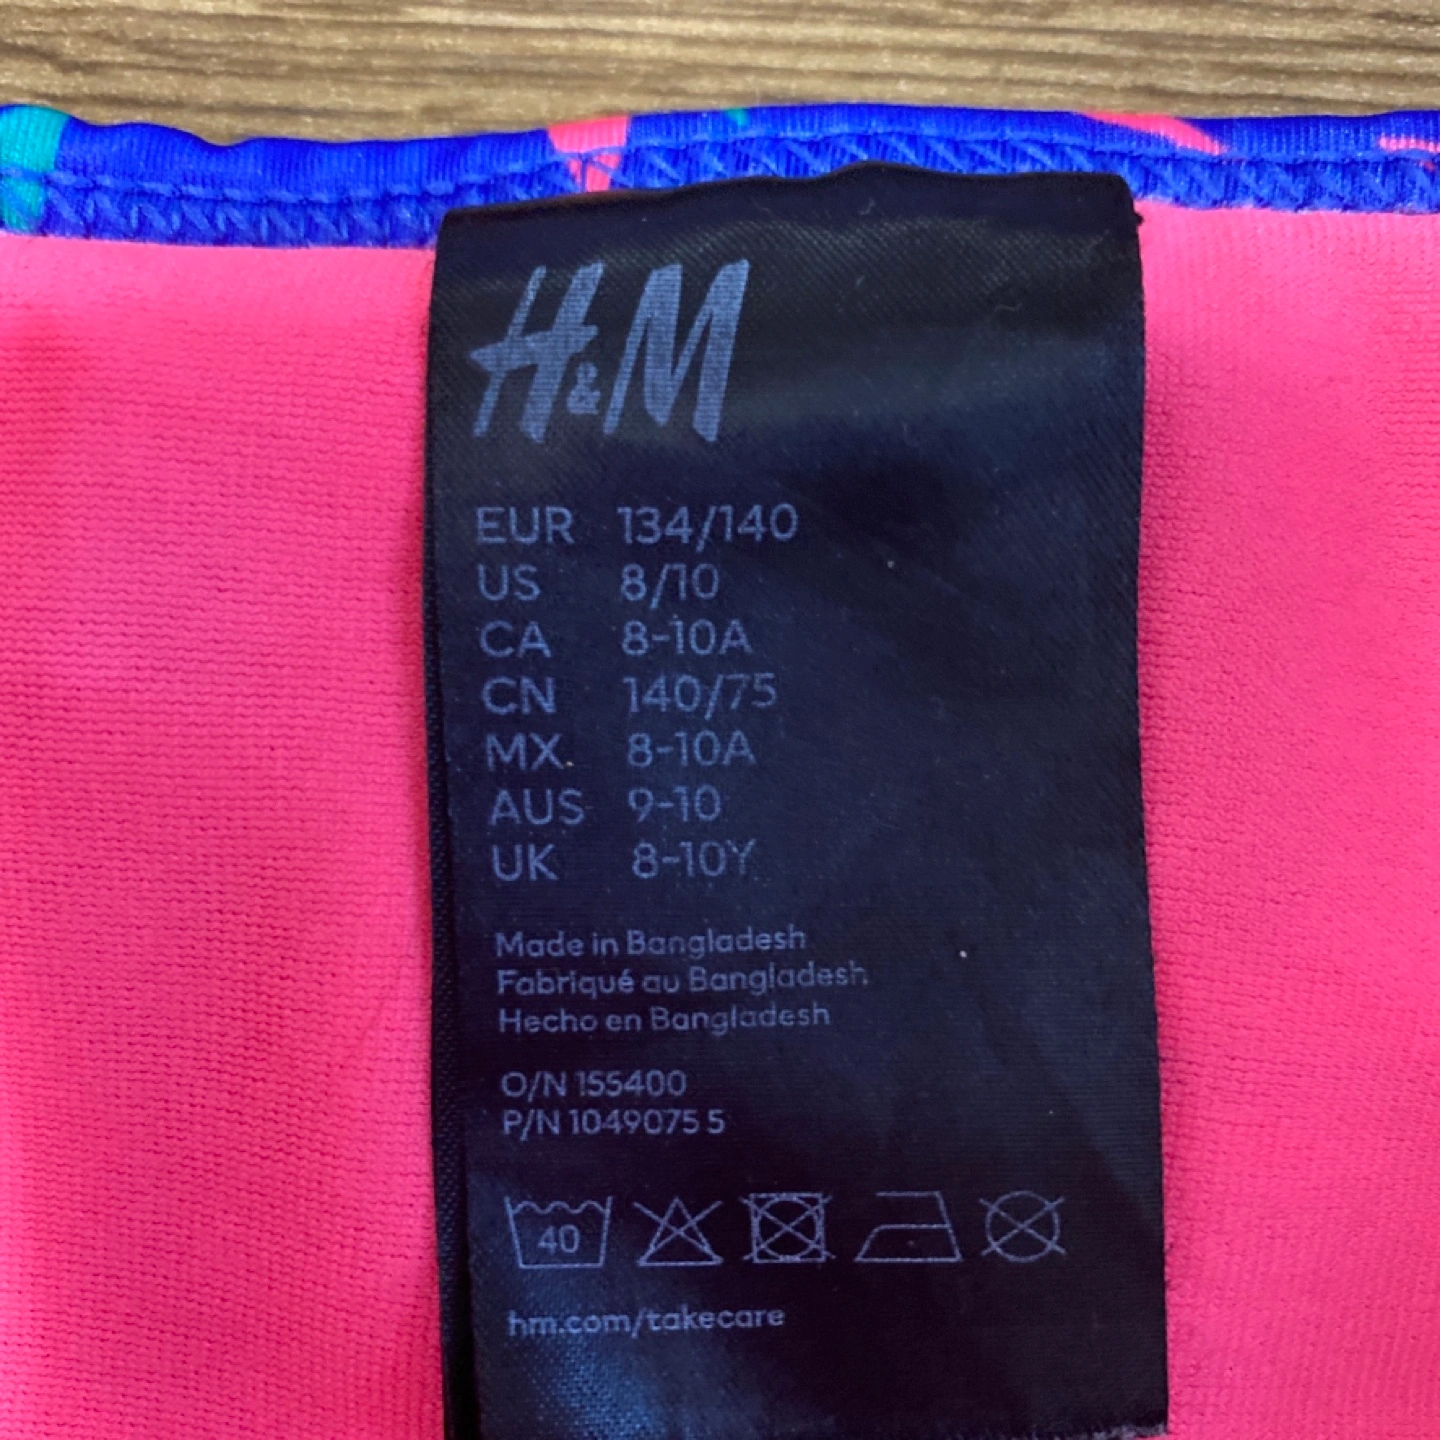 H&M
EUR 134/140
US 8/10
CA 8-10A
CN 140/75
MX 8-10A
AUS 9-10
UK 8-10Y
Made in Bangladesh
Fabriqué au Bangladesh
Hecho en Bangladesh
O/N 155400
P/N 1049075 5
40
hm.com/takecare